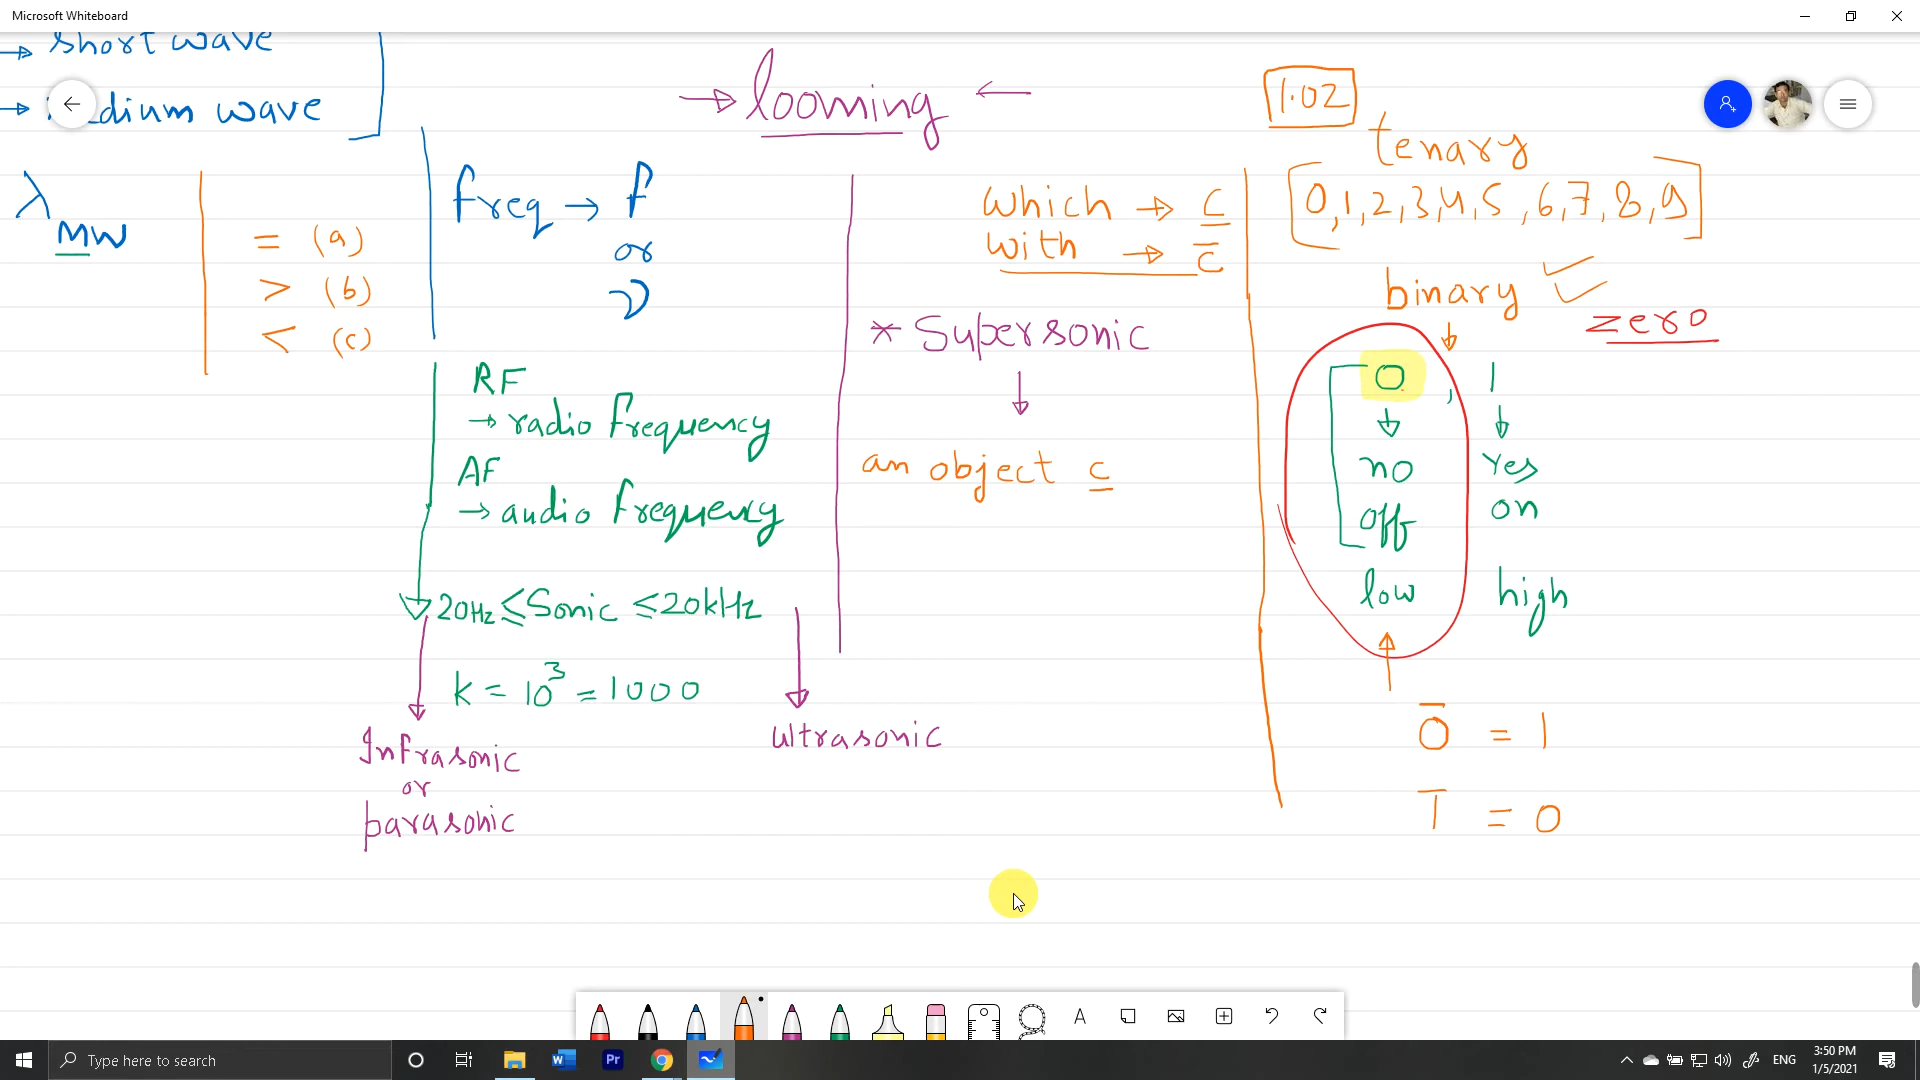 Microsoft Whiteboard
→ short wave
→ medium wave
λ MW
= (a)
> (b)
< (c)
→ looming ←
freq → f
or
ν
RF
→ radio frequency
AF
→ audio frequency
20Hz ≤ Sonic ≤ 20kHz
K = 10³ = 1000
Infrasonic
or
parasonic
ultrasonic
which → c
with → c̅
* Supersonic
↓
an object c
1.02
tenary
[0,1,2,3,4,5,6,7,8,9]
binary
zero
0 , 1
↓ ↓
no Yes
off on
low high
0̅ = 1
1̅ = 0
Type here to search
ENG
3:50 PM
1/5/2021